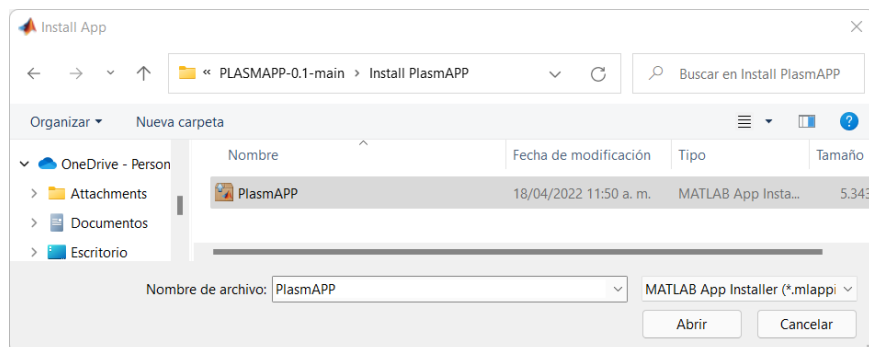 Install App
« PLASMAPP-0.1-main > Install PlasmAPP
Buscar en Install PlasmAPP
Organizar Nueva carpeta
Nombre Fecha de modificación Tipo Tamaño
OneDrive - Person
Attachments
Documentos
Escritorio
PlasmAPP 18/04/2022 11:50 a. m. MATLAB App Insta... 5.343
Nombre de archivo: PlasmAPP MATLAB App Installer (*.mlappi
Abrir Cancelar